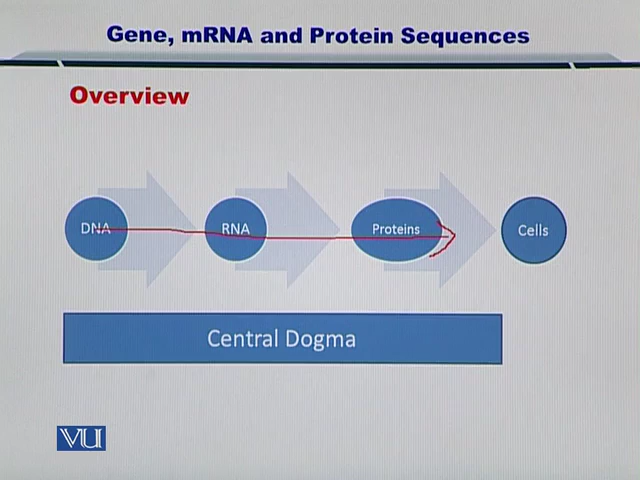 Gene, mRNA and Protein Sequences
Overview
DNA
RNA
Proteins
Cells
Central Dogma
VU